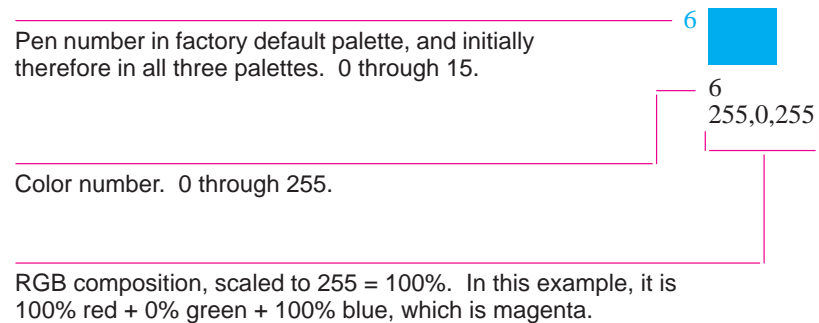 6
Pen number in factory default palette, and initially
therefore in all three palettes. 0 through 15.
6
255,0,255
Color number. 0 through 255.
RGB composition, scaled to 255 = 100%. In this example, it is
100% red + 0% green + 100% blue, which is magenta.